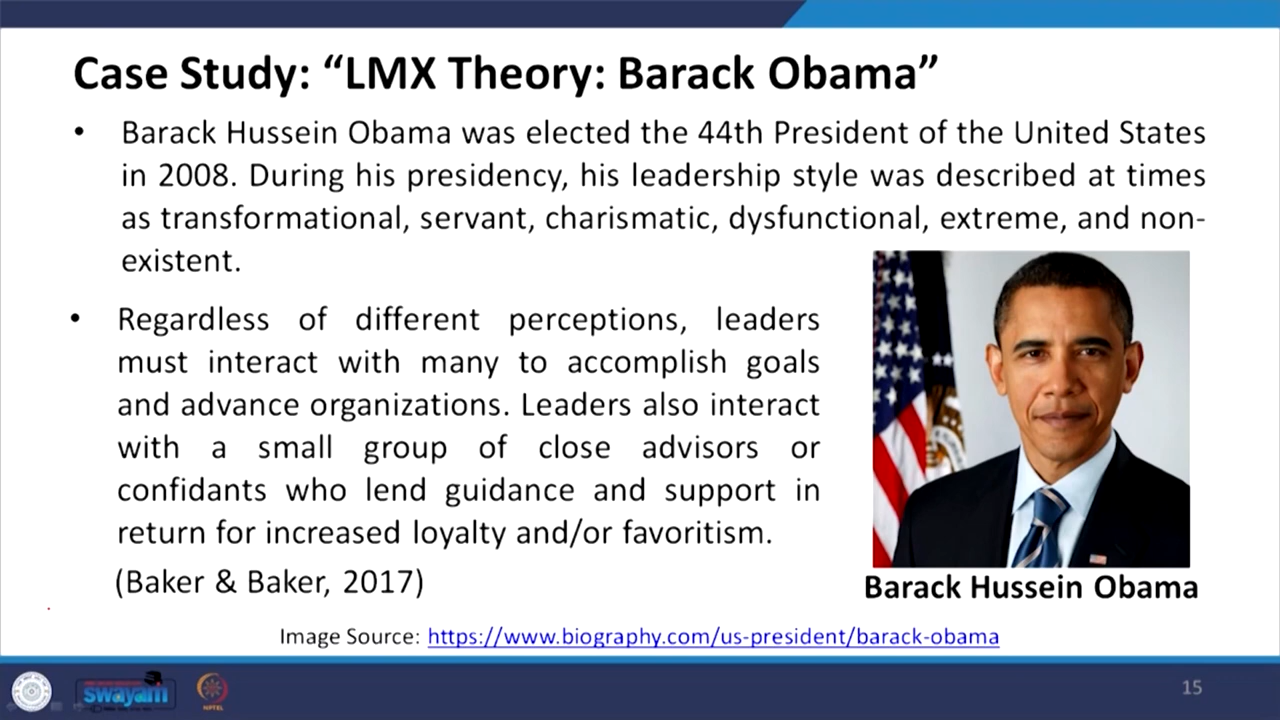 Case Study: “LMX Theory: Barack Obama”
• Barack Hussein Obama was elected the 44th President of the United States
in 2008. During his presidency, his leadership style was described at times
as transformational, servant, charismatic, dysfunctional, extreme, and non-
existent.
• Regardless of different perceptions, leaders
must interact with many to accomplish goals
and advance organizations. Leaders also interact
with a small group of close advisors or
confidants who lend guidance and support in
return for increased loyalty and/or favoritism.
(Baker & Baker, 2017)
Barack Hussein Obama
Image Source: https://www.biography.com/us-president/barack-obama
swayam
NPTEL
15